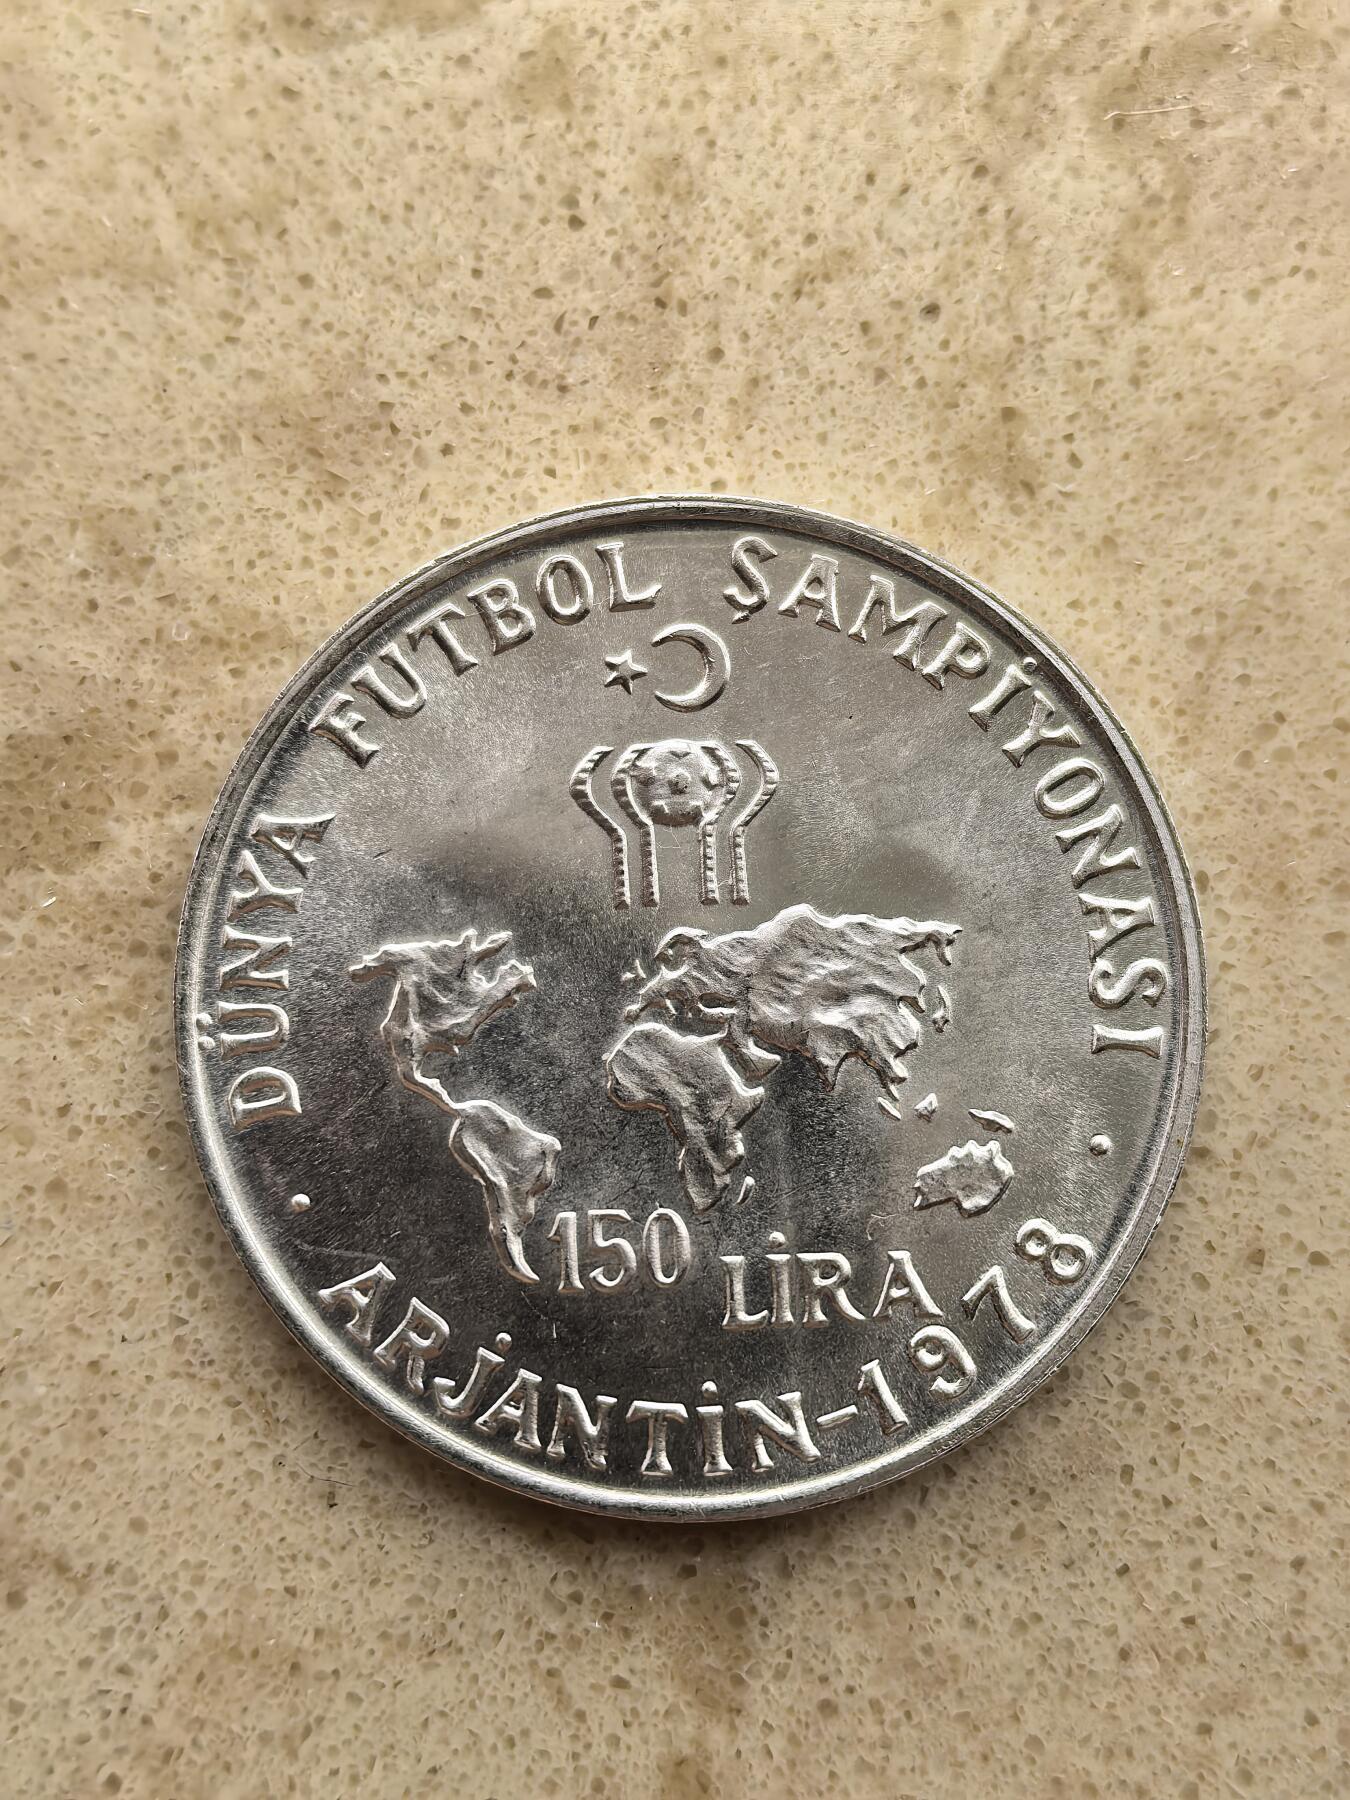 DÜNYA FUTBOL ŞAMPİYONASI
150 LİRA
• ARJANTİN-1978 •